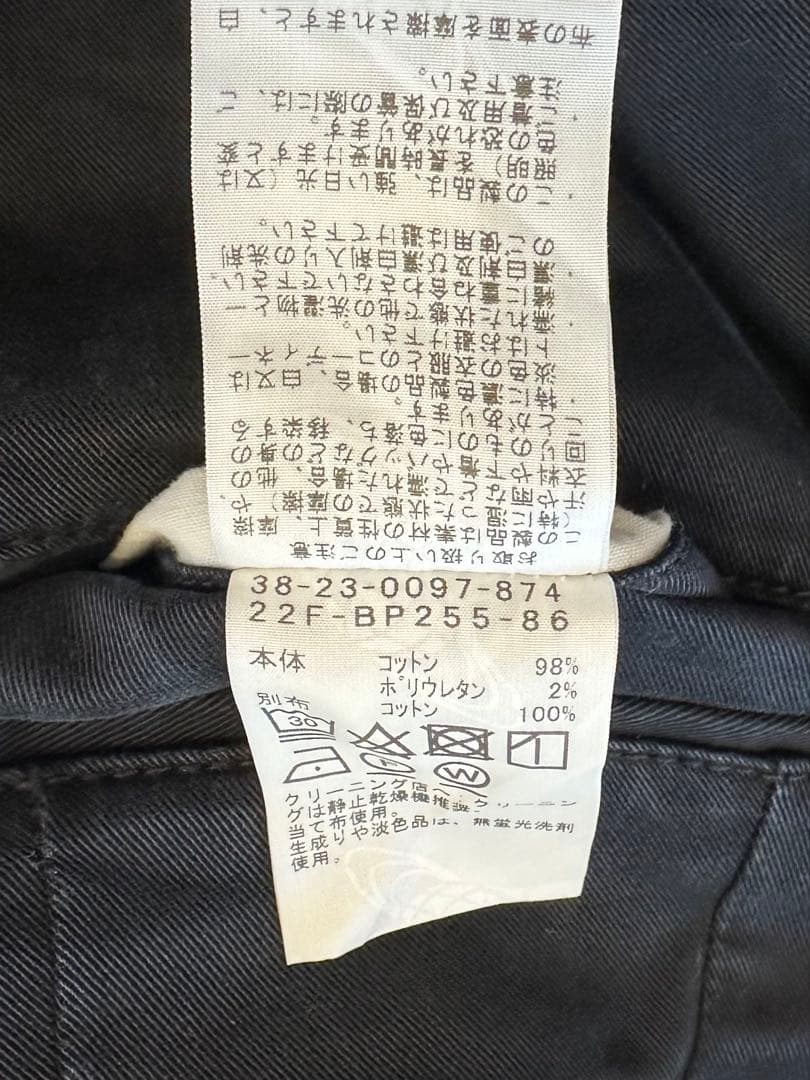 お取り扱い上のご注意
この製品は素材の性質上、摩擦
(特に湿った状態での摩擦)や
汗や雨などで濡れた場合、他の
衣料や下着やバッグなどの身の
回りのものに色落ち、移染する
ことがあります。
・特に濃色製品の場合、白又は
淡色の衣服とのコーディネー
トはお避け下さい。
・濡れた状態で他の洗濯物と一
緒に重ね合わさないで下さい。
・漂白剤及び漂白剤入りの洗剤
のご使用は避けて下さい。
・この製品は、強い日光(又は
照明)を長時間受けますと変
色の恐れがあります。
・ご着用及び保管の際には、ご
注意下さい。
布の表面を摩擦されますと、白
38-23-0097-874
22F-BP255-86
本体 コットン 98%
ポリウレタン 2%
別布 コットン 100%
30
W
クリーニング店へ。クリーニン
グは静止乾燥機推奨。
当て布使用。
生成りや淡色品は、無蛍光洗剤
使用。